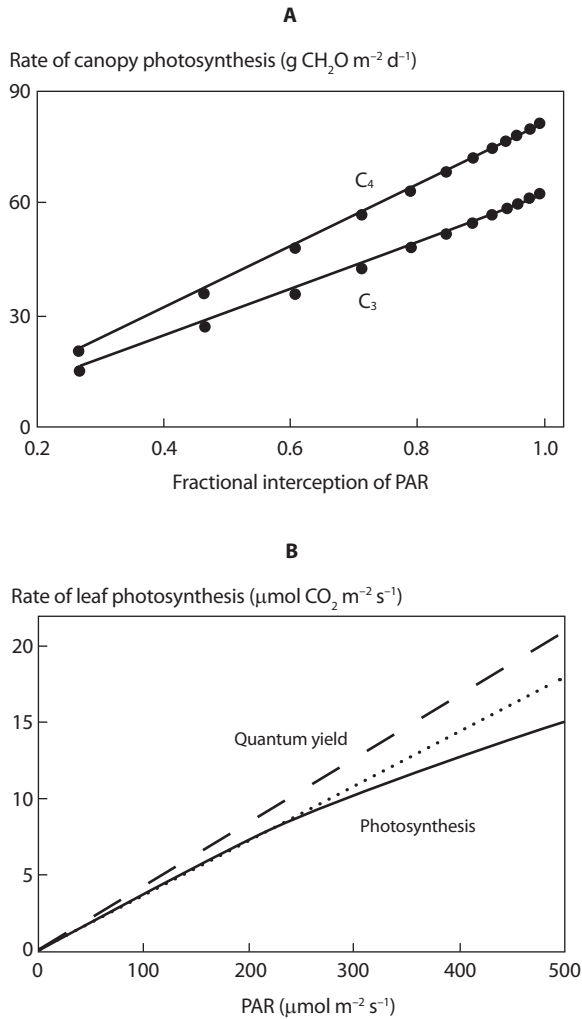 A
Rate of canopy photosynthesis (g CH₂O m⁻² d⁻¹)
90
60
30
0
C₄
C₃
0.2 0.4 0.6 0.8 1.0
Fractional interception of PAR
B
Rate of leaf photosynthesis (μmol CO₂ m⁻² s⁻¹)
20
15
10
5
0
Quantum yield
Photosynthesis
0 100 200 300 400 500
PAR (μmol m⁻² s⁻¹)